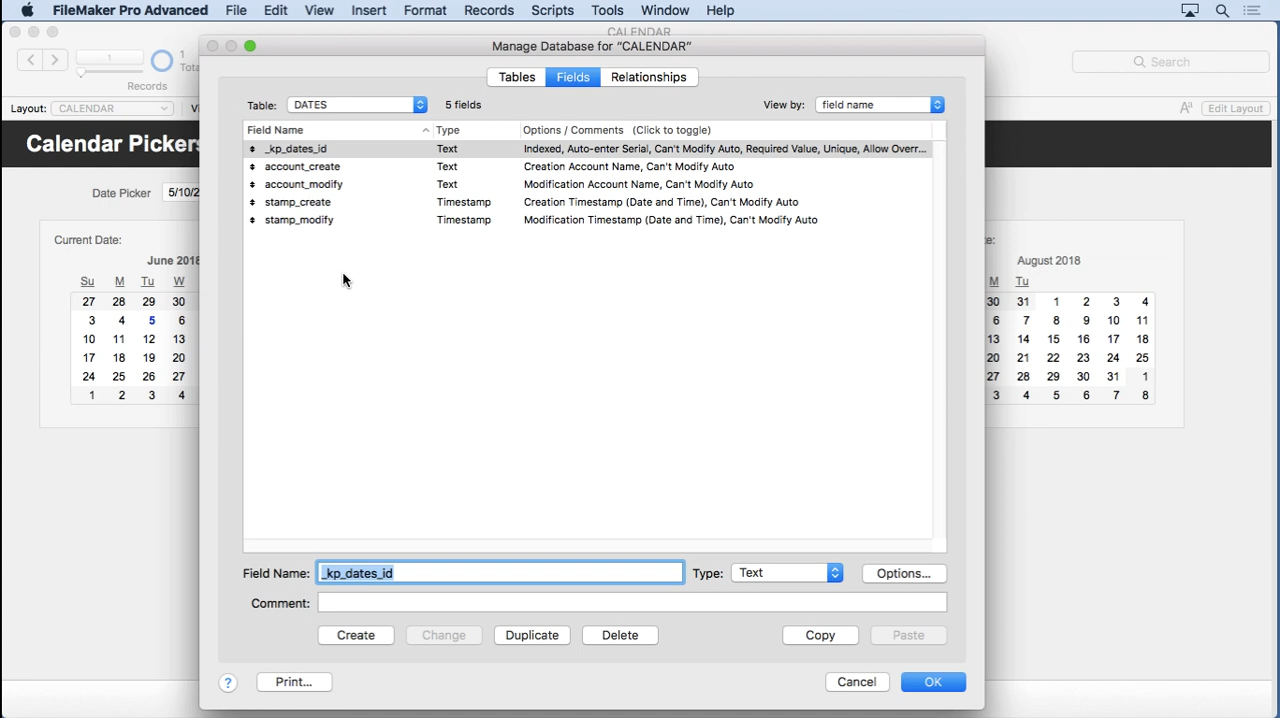 FileMaker Pro Advanced File Edit View Insert Format Records Scripts Tools Window Help
CALENDAR
Manage Database for "CALENDAR"
1
1
Tota
Records
Search
Layout: CALENDAR Vi
Aª Edit Layout
Calendar Pickers
Date Picker 5/10/2
Current Date:
June 2018
Su M Tu W
27 28 29 30
3 4 5 6
10 11 12 13
17 18 19 20
24 25 26 27
1 2 3 4
Tables Fields Relationships
Table: DATES 5 fields View by: field name
Field Name Type Options / Comments (Click to toggle)
_kp_dates_id Text Indexed, Auto-enter Serial, Can't Modify Auto, Required Value, Unique, Allow Overr...
account_create Text Creation Account Name, Can't Modify Auto
account_modify Text Modification Account Name, Can't Modify Auto
stamp_create Timestamp Creation Timestamp (Date and Time), Can't Modify Auto
stamp_modify Timestamp Modification Timestamp (Date and Time), Can't Modify Auto
Field Name: _kp_dates_id Type: Text Options...
Comment:
Create Change Duplicate Delete Copy Paste
? Print... Cancel OK
e:
August 2018
M Tu
30 31 1 2 3 4
6 7 8 9 10 11
13 14 15 16 17 18
20 21 22 23 24 25
27 28 29 30 31 1
3 4 5 6 7 8